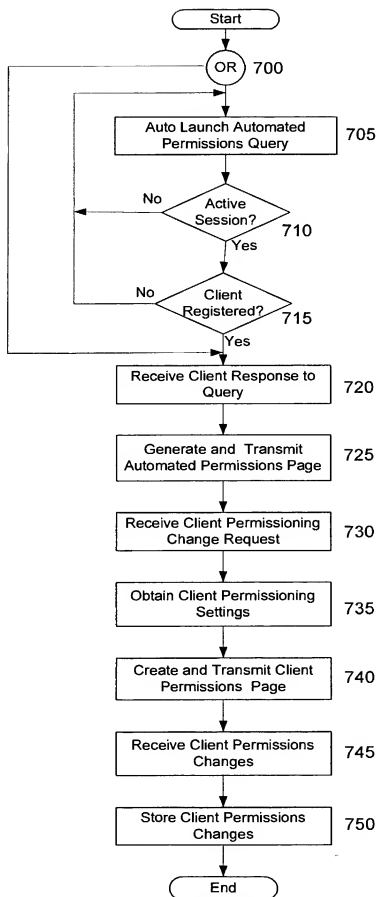 Start
OR 700
Auto Launch Automated
Permissions Query
705
No
Active
Session?
710
Yes
No
Client
Registered?
715
Yes
Receive Client Response to
Query
720
Generate and Transmit
Automated Permissions Page
725
Receive Client Permissioning
Change Request
730
Obtain Client Permissioning
Settings
735
Create and Transmit Client
Permissions Page
740
Receive Client Permissions
Changes
745
Store Client Permissions
Changes
750
End